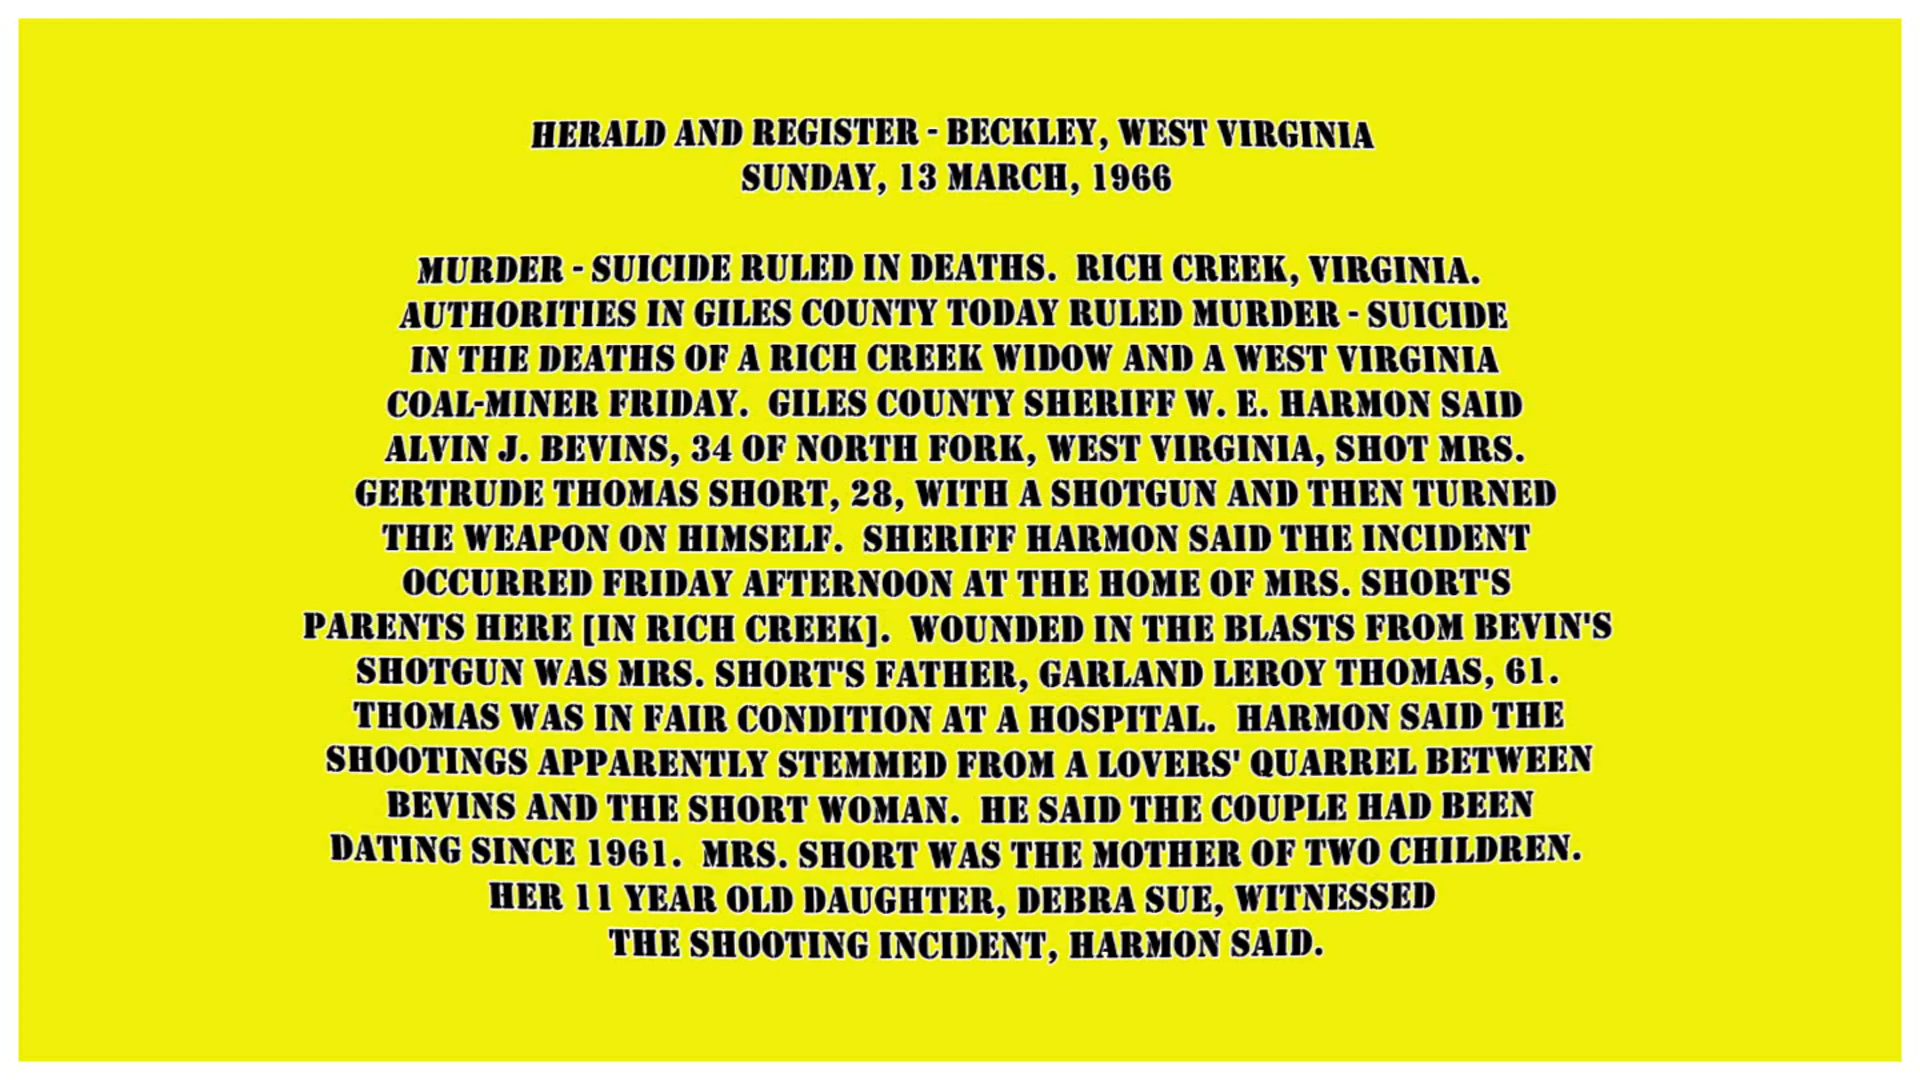 HERALD AND REGISTER - BECKLEY, WEST VIRGINIA
SUNDAY, 13 MARCH, 1966
MURDER - SUICIDE RULED IN DEATHS.  RICH CREEK, VIRGINIA.
AUTHORITIES IN GILES COUNTY TODAY RULED MURDER - SUICIDE
IN THE DEATHS OF A RICH CREEK WIDOW AND A WEST VIRGINIA
COAL-MINER FRIDAY.  GILES COUNTY SHERIFF W. E. HARMON SAID
ALVIN J. BEVINS, 34 OF NORTH FORK, WEST VIRGINIA, SHOT MRS.
GERTRUDE THOMAS SHORT, 28, WITH A SHOTGUN AND THEN TURNED
THE WEAPON ON HIMSELF.  SHERIFF HARMON SAID THE INCIDENT
OCCURRED FRIDAY AFTERNOON AT THE HOME OF MRS. SHORT'S
PARENTS HERE [IN RICH CREEK].  WOUNDED IN THE BLASTS FROM BEVIN'S
SHOTGUN WAS MRS. SHORT'S FATHER, GARLAND LEROY THOMAS, 61.
THOMAS WAS IN FAIR CONDITION AT A HOSPITAL.  HARMON SAID THE
SHOOTINGS APPARENTLY STEMMED FROM A LOVERS' QUARREL BETWEEN
BEVINS AND THE SHORT WOMAN.  HE SAID THE COUPLE HAD BEEN
DATING SINCE 1961.  MRS. SHORT WAS THE MOTHER OF TWO CHILDREN.
HER 11 YEAR OLD DAUGHTER, DEBRA SUE, WITNESSED
THE SHOOTING INCIDENT, HARMON SAID.